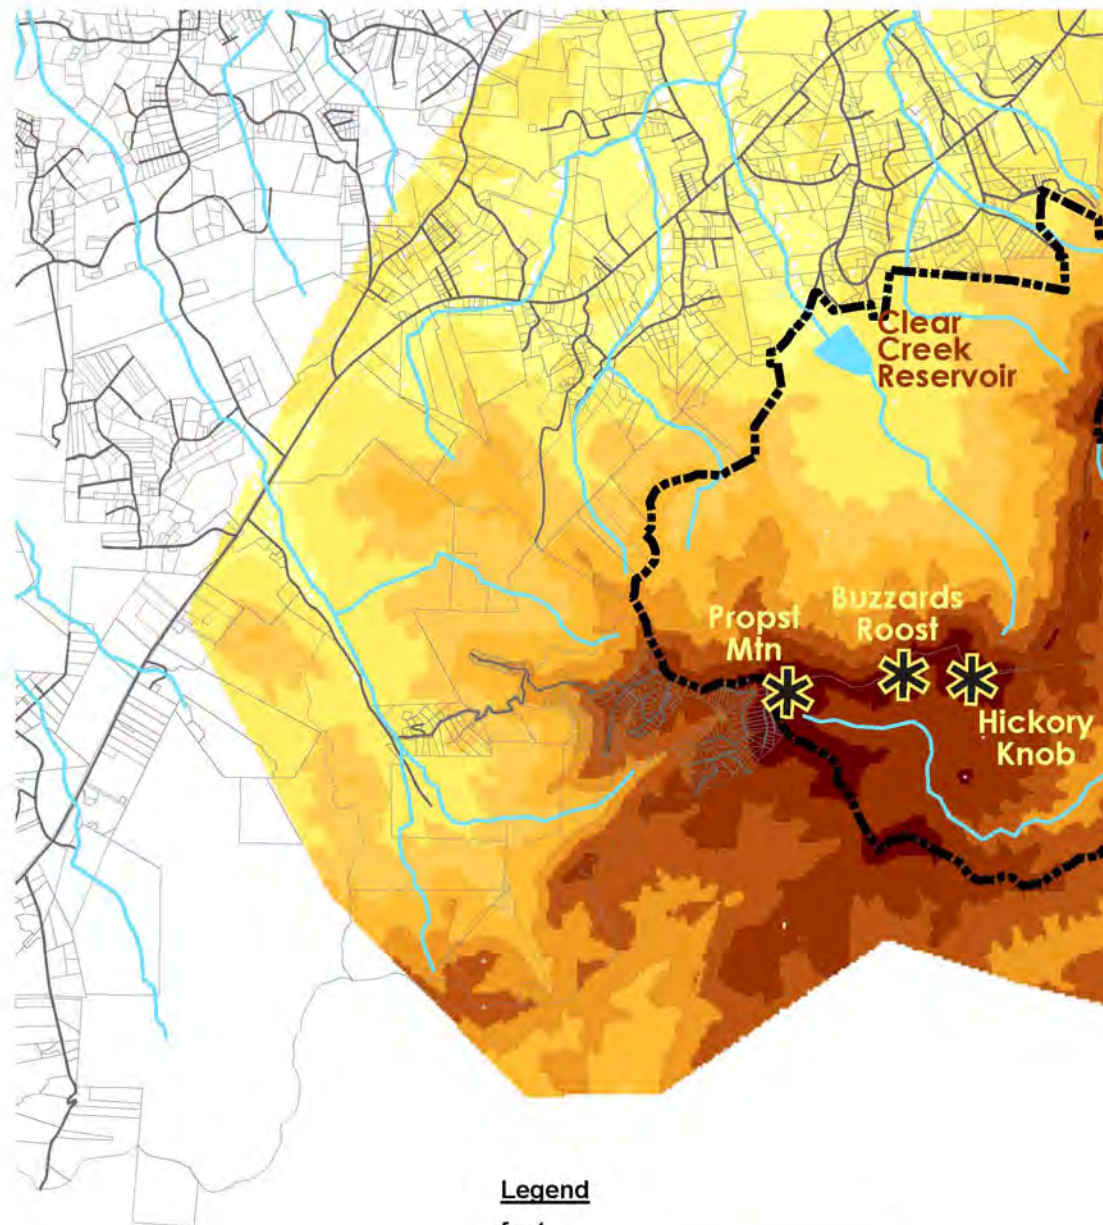 Clear
Creek
Reservoir
Propst
Mtn
Buzzards
Roost
Hickory
Knob
Legend